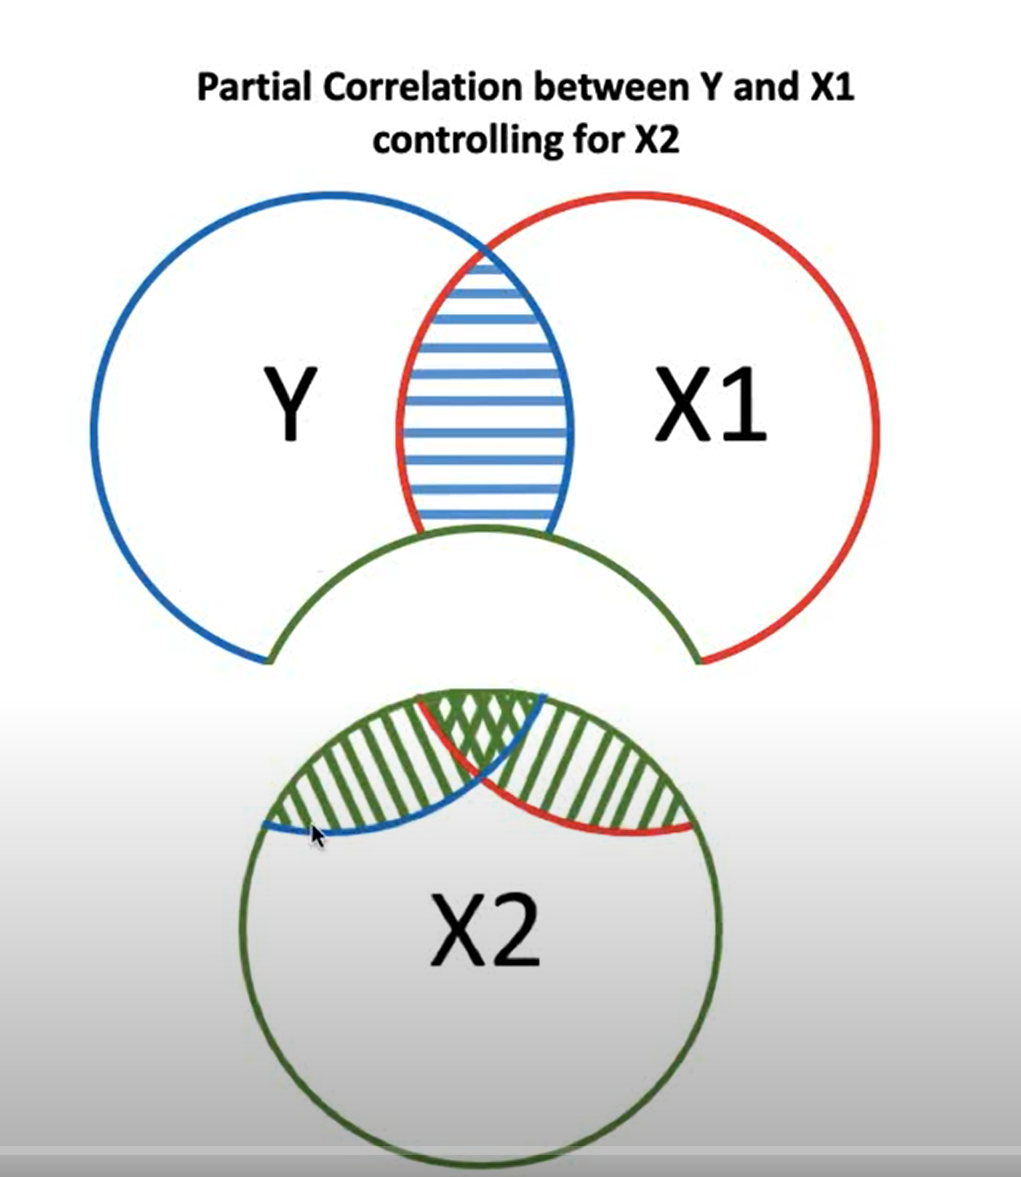 Partial Correlation between Y and X1
controlling for X2
Y
X1
X2